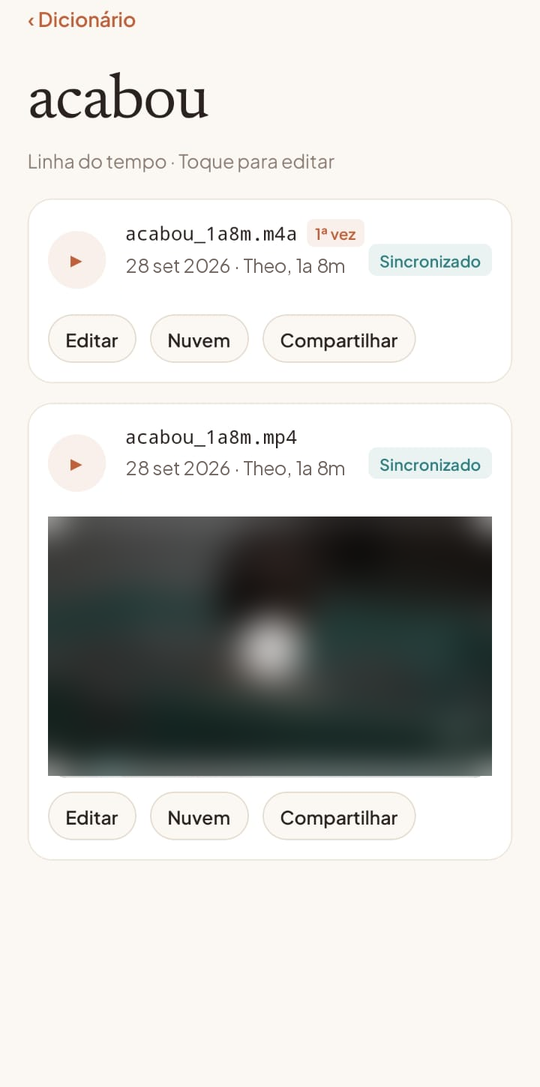 ‹ Dicionário
acabou
Linha do tempo · Toque para editar
acabou_1a8m.m4a 1ª vez
28 set 2026 · Theo, 1a 8m Sincronizado
Editar Nuvem Compartilhar
acabou_1a8m.mp4
28 set 2026 · Theo, 1a 8m Sincronizado
Editar Nuvem Compartilhar